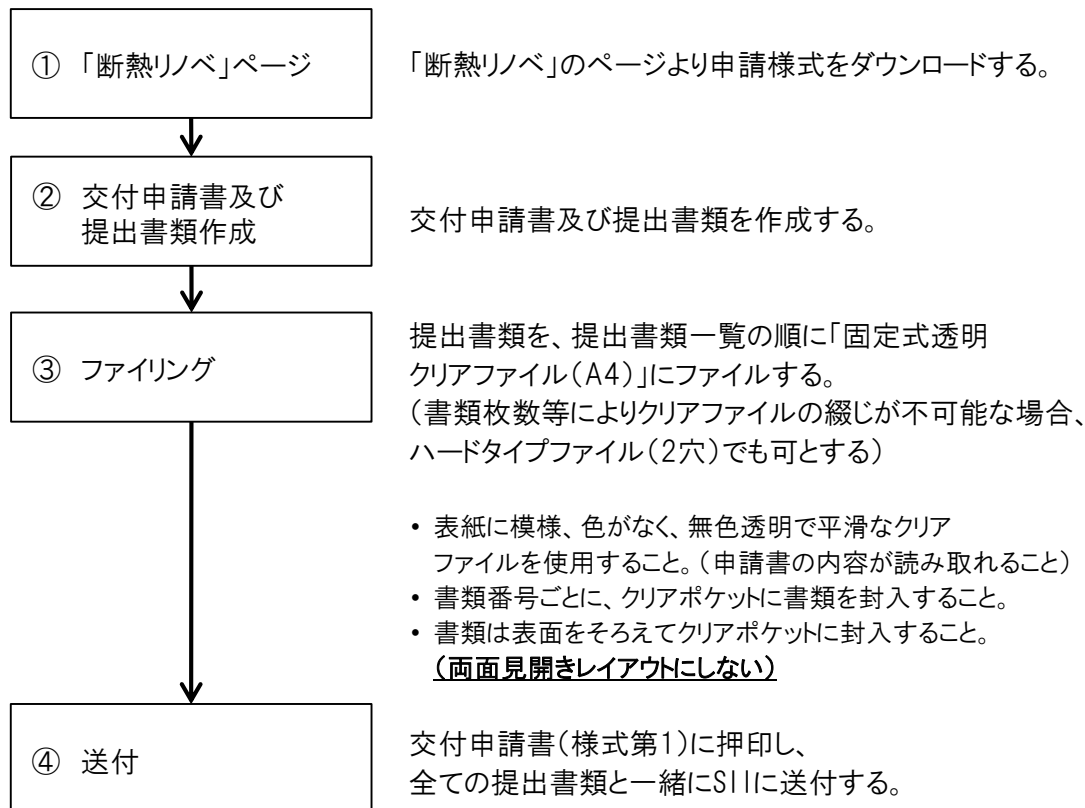 ① 「断熱リノベ」ページ
「断熱リノベ」のページより申請様式をダウンロードする。
② 交付申請書及び
提出書類作成
交付申請書及び提出書類を作成する。
③ ファイリング
提出書類を、提出書類一覧の順に「固定式透明
クリアファイル（A4）」にファイルする。
（書類枚数等によりクリアファイルの綴じが不可能な場合、
ハードタイプファイル（2穴）でも可とする）
• 表紙に模様、色がなく、無色透明で平滑なクリア
ファイルを使用すること。（申請書の内容が読み取れること）
• 書類番号ごとに、クリアポケットに書類を封入すること。
• 書類は表面をそろえてクリアポケットに封入すること。
（両面見開きレイアウトにしない）
④ 送付
交付申請書（様式第1）に押印し、
全ての提出書類と一緒にSIIに送付する。